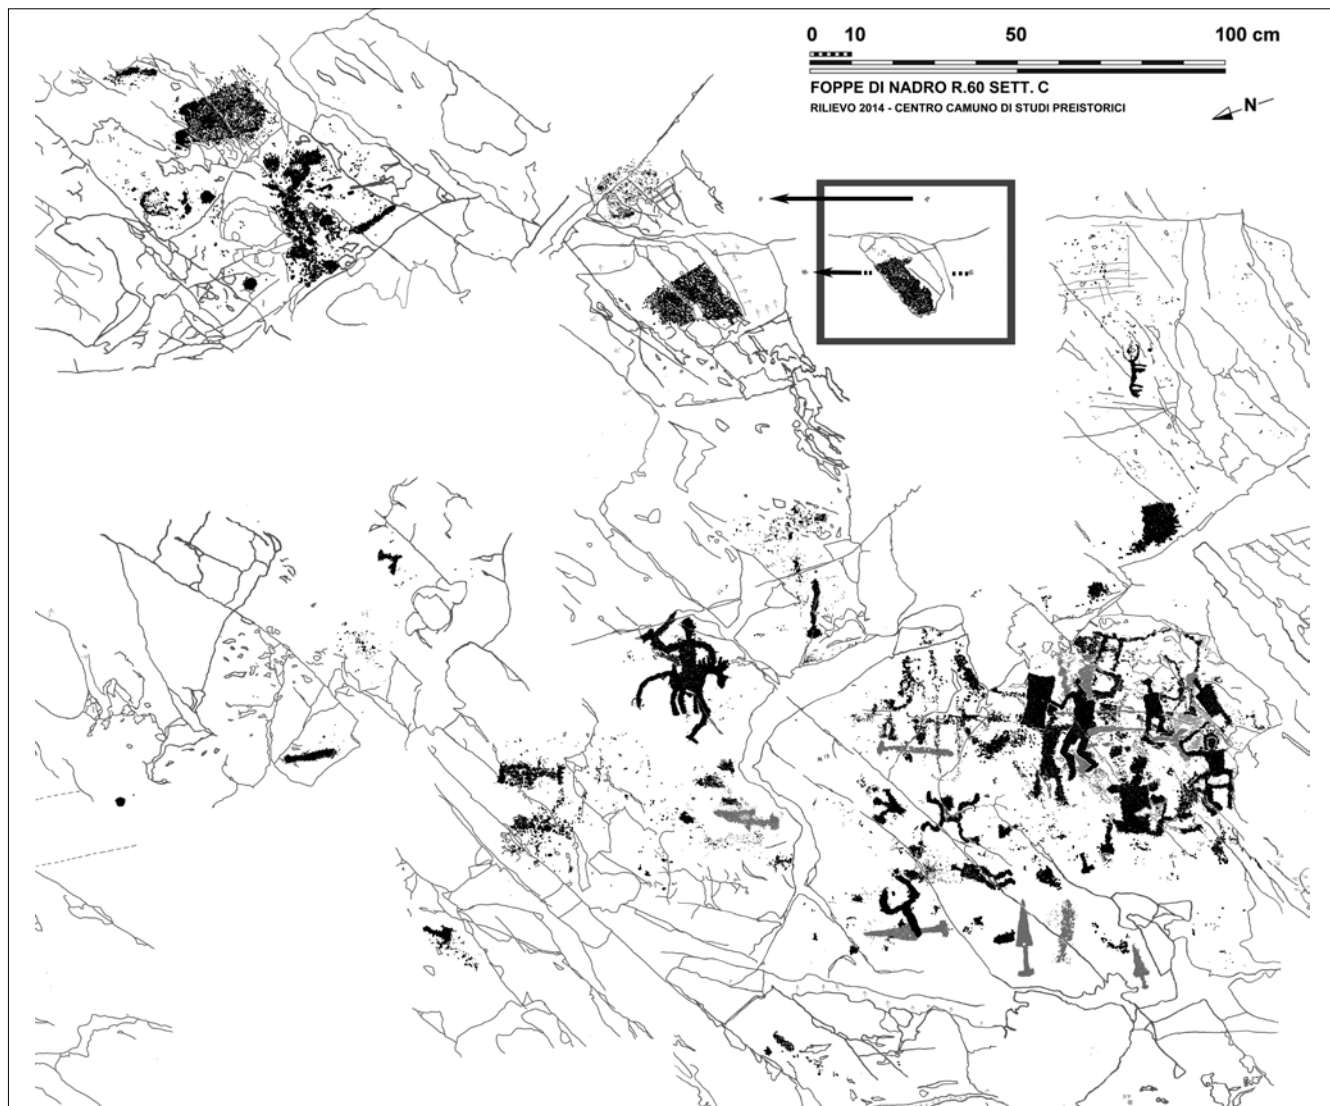 0 10 50 100 cm
FOPPE DI NADRO R.60 SETT. C
RILIEVO 2014 - CENTRO CAMUNO DI STUDI PREISTORICI
N